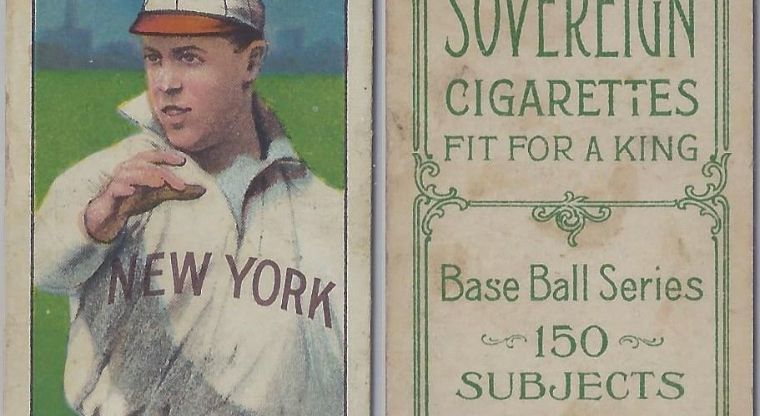 NEW YORK
SOVEREIGN
CIGARETTES
FIT FOR A KING
Base Ball Series
150
SUBJECTS